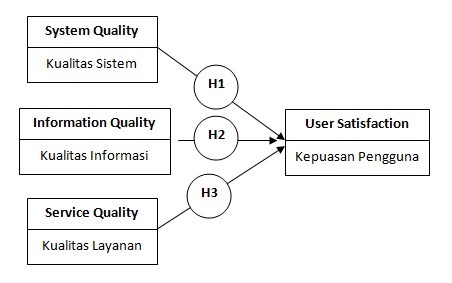 System Quality
Kualitas Sistem
H1
Information Quality
Kualitas Informasi
H2
User Satisfaction
Kepuasan Pengguna
H3
Service Quality
Kualitas Layanan